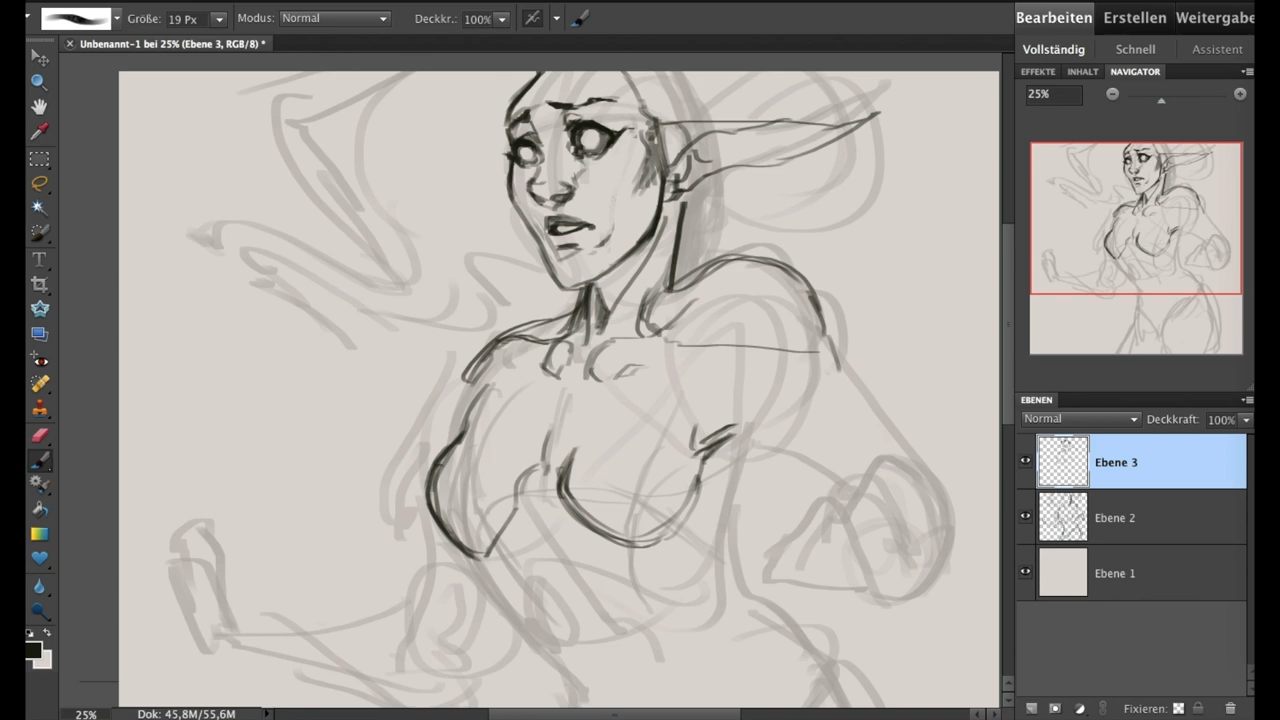 Größe: 19 Px Modus: Normal Deckkr.: 100%
Bearbeiten Erstellen Weitergabe
Unbenannt-1 bei 25% (Ebene 3, RGB/8) *
Vollständig Schnell Assistent
EFFEKTE INHALT NAVIGATOR
25%
EBENEN
Normal Deckkraft: 100%
Ebene 3
Ebene 2
Ebene 1
Fixieren:
25% Dok: 45,8M/55,6M